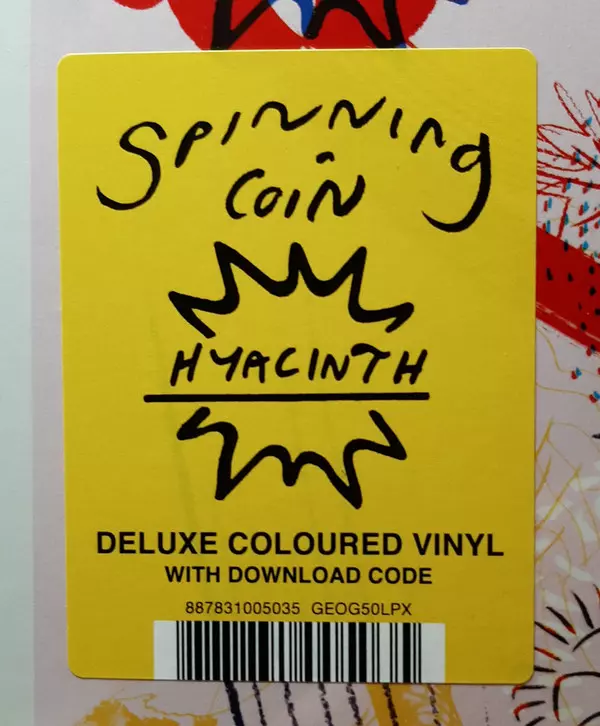 SPINNING
COIN
HYACINTH
DELUXE COLOURED VINYL
WITH DOWNLOAD CODE
887831005035 GEOG50LPX